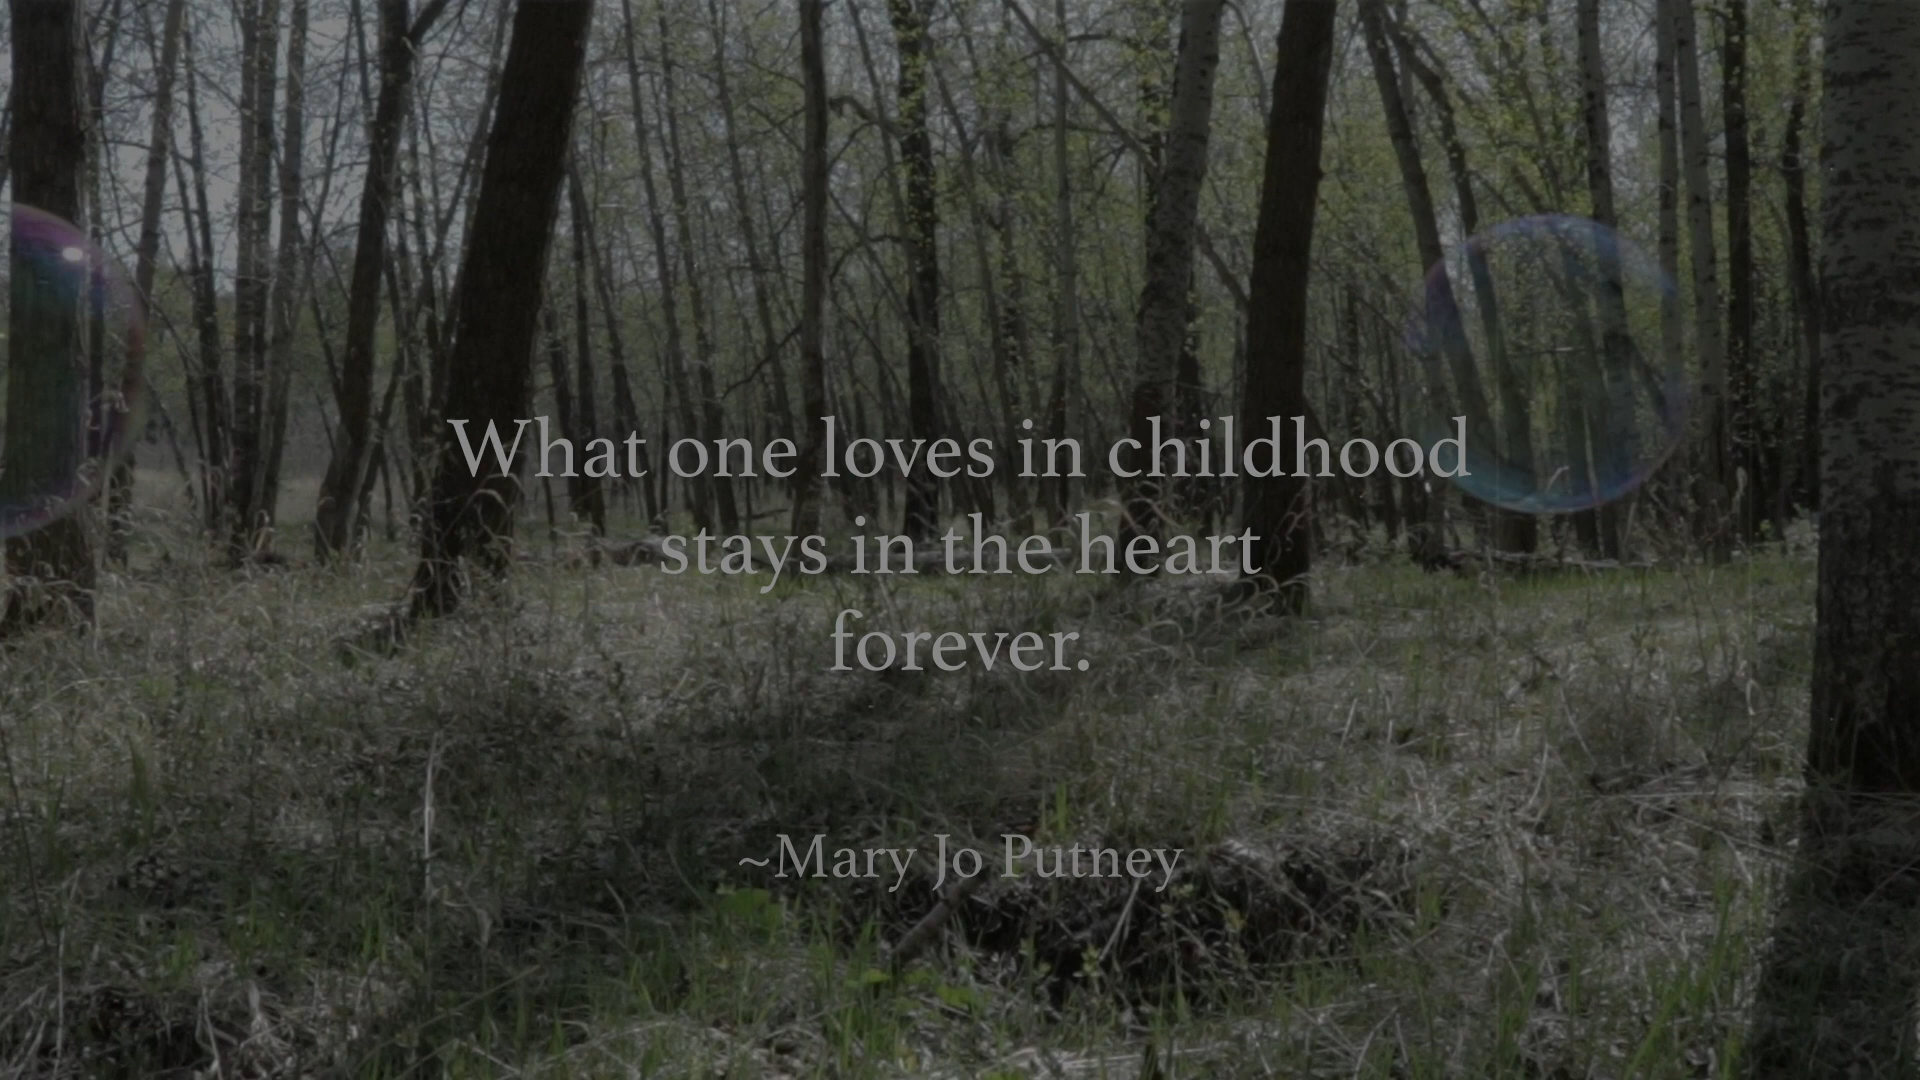 What one loves in childhood
stays in the heart
forever.
~Mary Jo Putney